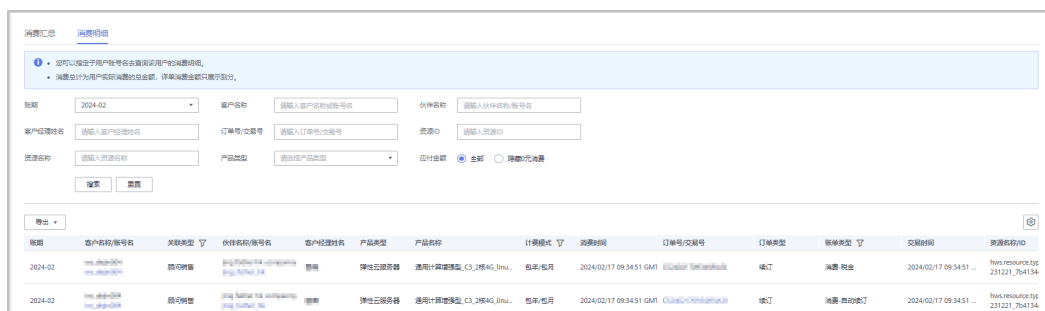 消费汇总 消费明细
• 您可以指定子用户账号名去查询该用户的消费明细。
• 消费总计为用户实际消费的总金额，详单消费金额只展示到分。
账期 2024-02 客户名称 请输入客户名称或账号名 伙伴名称 请输入伙伴名称/账号名
客户经理姓名 请输入客户经理姓名 订单号/交易号 请输入订单号/交易号 资源ID 请输入资源ID
资源名称 请输入资源名称 产品类型 请选择产品类型 应付金额 全部 隐藏0元消费
搜索 重置
导出
账期 客户名称/账号名 关联类型 伙伴名称/账号名 客户经理姓名 产品类型 产品名称 计费模式 消费时间 订单号/交易号 订单类型 账单类型 交易时间 资源名称/ID
2024-02 顾问销售 弹性云服务器 通用计算增强型_C3_2核4G_linu... 包年/包月 2024/02/17 09:34:51 GMT 续订 消费-税金 2024/02/17 09:34:51 ... hws.resource.typ
231221_7b4134
2024-02 顾问销售 弹性云服务器 通用计算增强型_C3_2核4G_linu... 包年/包月 2024/02/17 09:34:51 GMT 续订 消费-自动续订 2024/02/17 09:34:51 ... hws.resource.typ
231221_7b4134